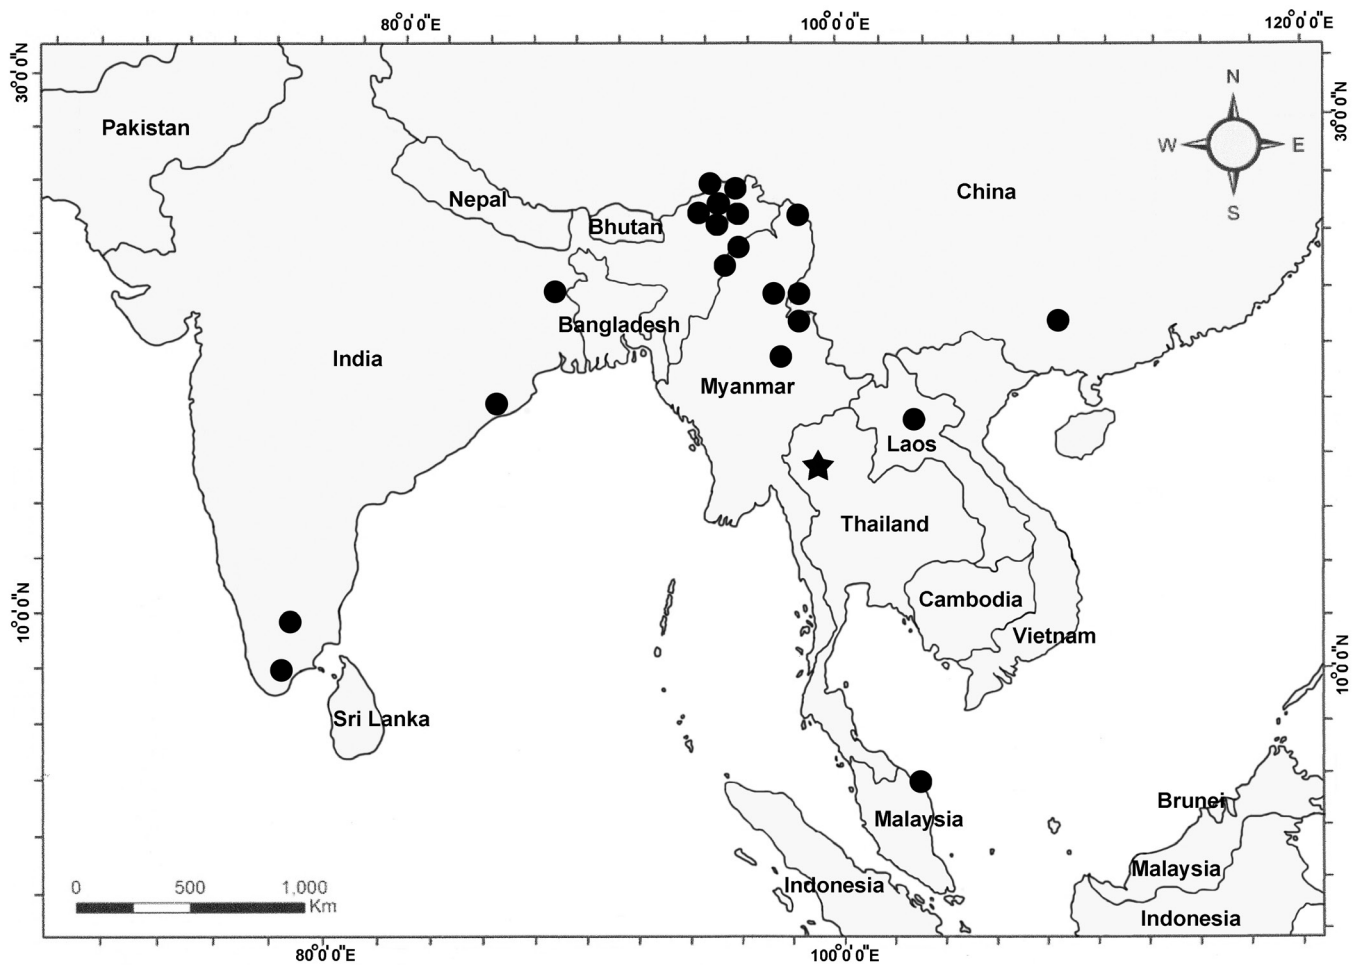 80°0'0"E 100°0'0"E 120°0'0"E
30°0'0"N
30°0'0"N
N
W E
S
Pakistan
China
Nepal
Bhutan
Bangladesh
India
Myanmar
Laos
Thailand
Cambodia
Vietnam
10°0'0"N
10°0'0"N
Sri Lanka
Brunei
Malaysia
Malaysia
Indonesia
Indonesia
0 500 1,000
Km
80°0'0"E 100°0'0"E